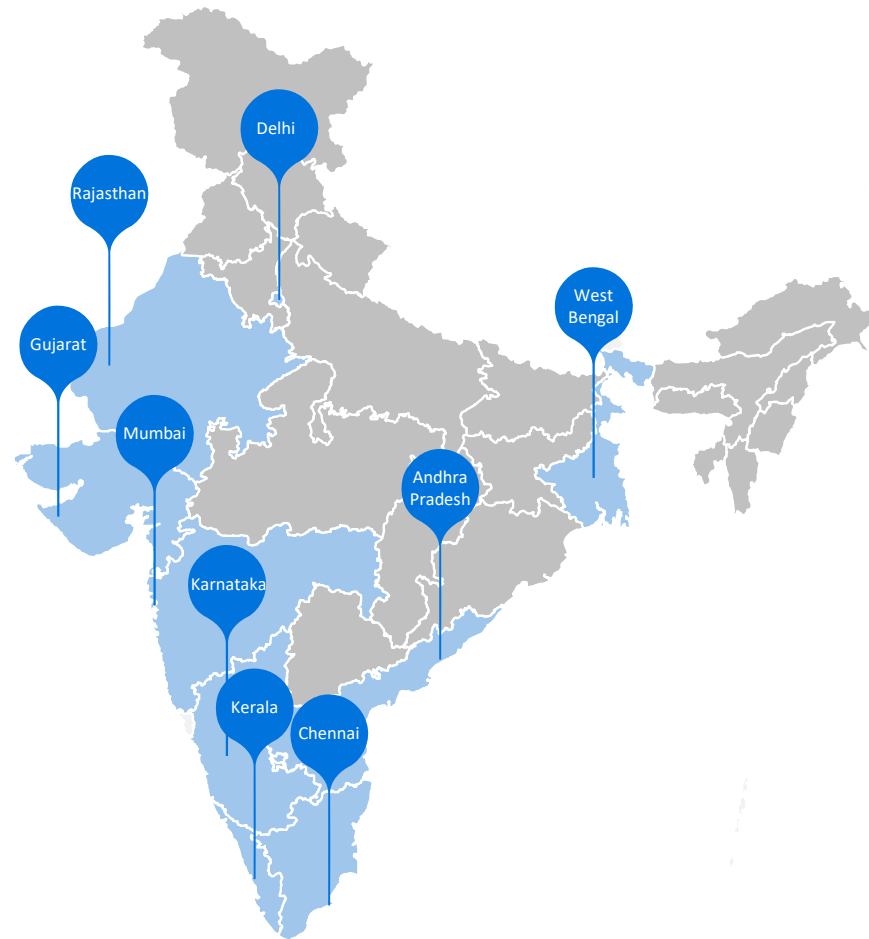 Delhi
Rajasthan
West
Bengal
Gujarat
Mumbai
Andhra
Pradesh
Karnataka
Kerala
Chennai